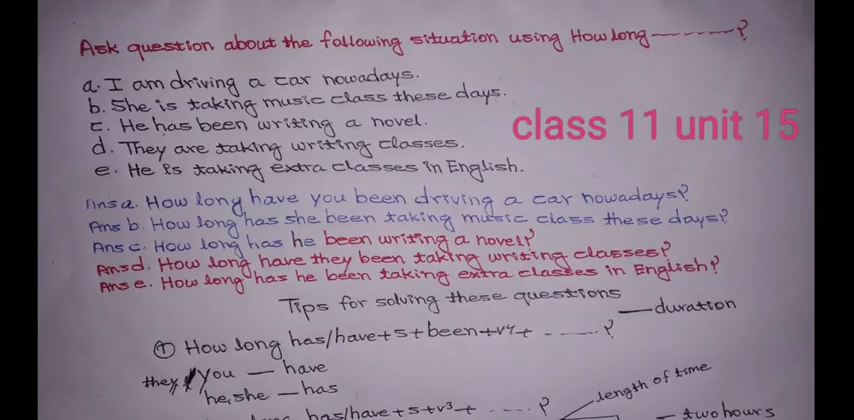 Ask question about the following situation using How long ---------?
a. I am driving a car nowadays.
b. She is taking music class these days.
c. He has been writing a novel.
class 11 unit 15
d. They are taking writing classes.
e. He is taking extra classes in English.
Ans a. How long have you been driving a car nowadays?
Ans b. How long has she been taking music class these days?
Ans c. How long has he been writing a novel?
Ans d. How long have they been taking writing classes?
Ans e. How long has he been taking extra classes in English?
Tips for solving these questions
— duration
① How long has/have+s+been+v4+ ------?
they, You — have
he, she — has
length of time
has/have+s+v3+ -----?
— two hours